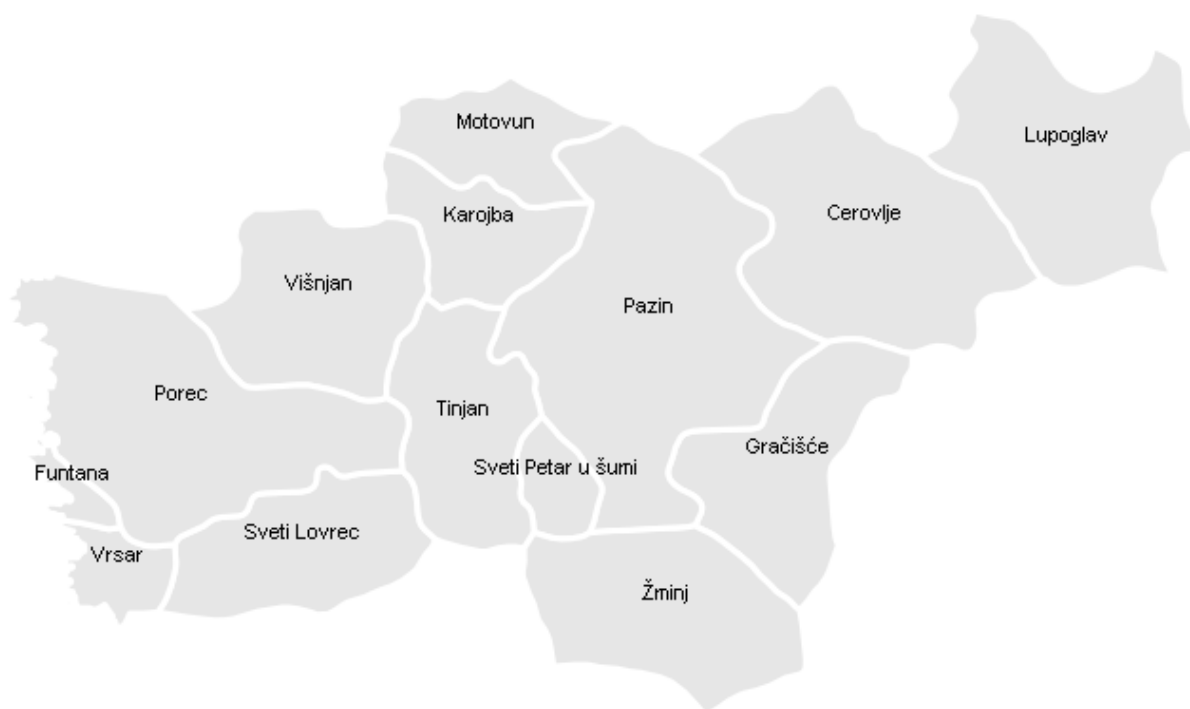 Motovun
Lupoglav
Karojba
Cerovlje
Višnjan
Pazin
Porec
Tinjan
Gračišće
Sveti Petar u šumi
Funtana
Sveti Lovrec
Vrsar
Žminj